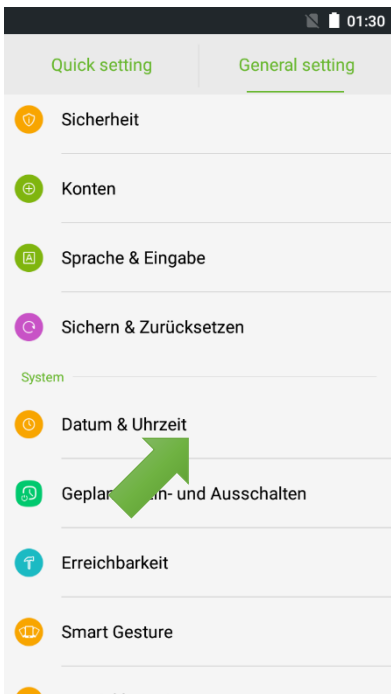 01:30
Quick setting
General setting
Sicherheit
Konten
A
Sprache & Eingabe
Sichern & Zurücksetzen
System
Datum & Uhrzeit
und Ausschalten
Erreichbarkeit
Smart Gesture